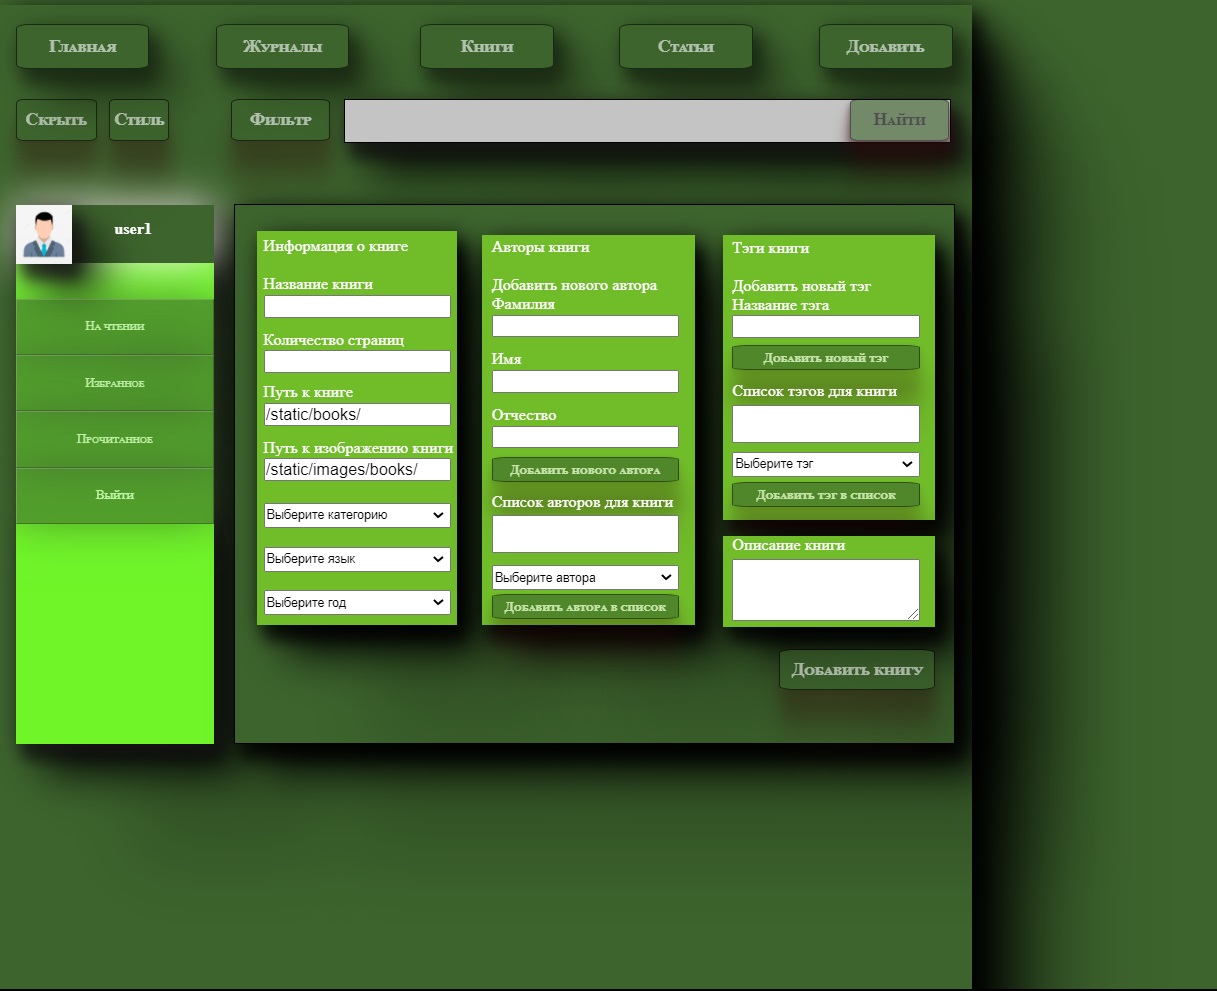 Главная Журналы Книги Статьи Добавить
Скрыть Стиль Фильтр Найти
user1
На чтении
Избранное
Прочитанное
Выйти
Информация о книге
Название книги
Количество страниц
Путь к книге
/static/books/
Путь к изображению книги
/static/images/books/
Выберите категорию
Выберите язык
Выберите год
Авторы книги
Добавить нового автора
Фамилия
Имя
Отчество
Добавить нового автора
Список авторов для книги
Выберите автора
Добавить автора в список
Тэги книги
Добавить новый тэг
Название тэга
Добавить новый тэг
Список тэгов для книги
Выберите тэг
Добавить тэг в список
Описание книги
Добавить книгу